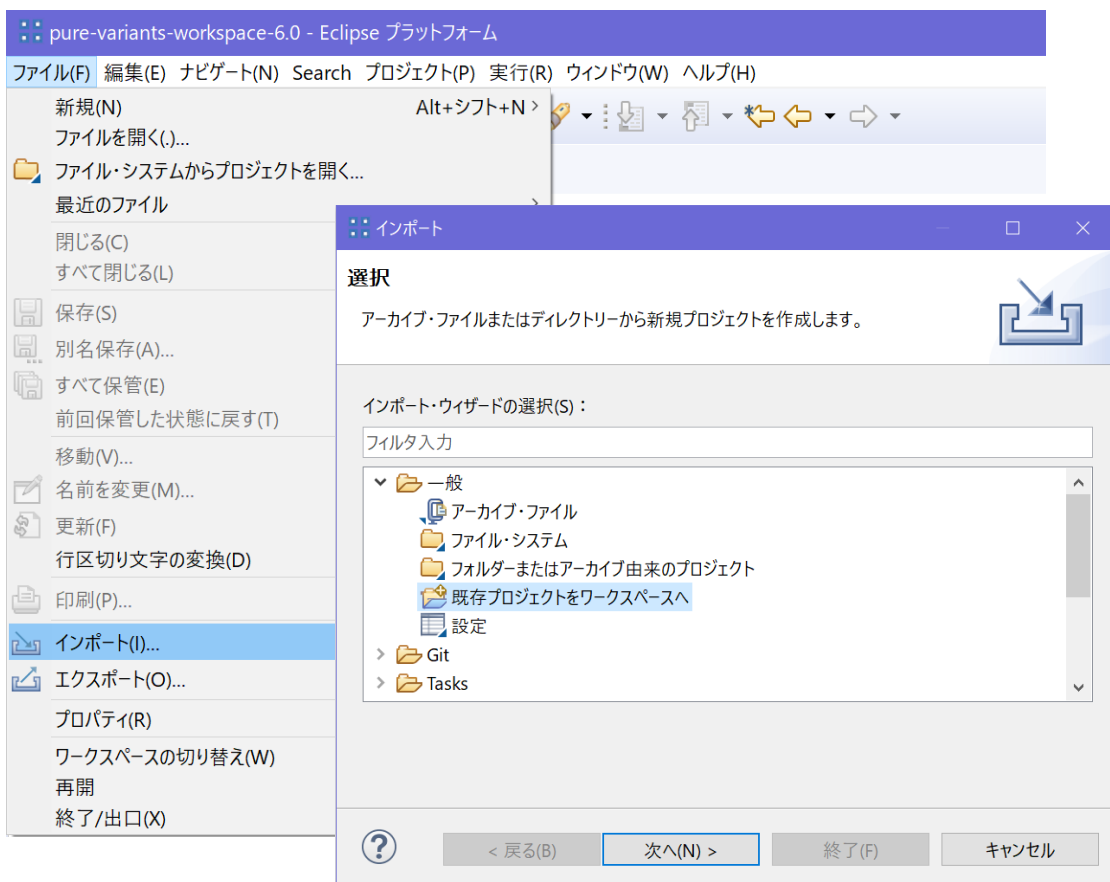 pure-variants-workspace-6.0 - Eclipse プラットフォーム
ファイル(F) 編集(E) ナビゲート(N) Search プロジェクト(P) 実行(R) ウィンドウ(W) ヘルプ(H)
新規(N) Alt+シフト+N
ファイルを開く(.)...
ファイル・システムからプロジェクトを開く...
最近のファイル
閉じる(C)
すべて閉じる(L)
保存(S)
別名保存(A)...
すべて保管(E)
前回保管した状態に戻す(T)
移動(V)...
名前を変更(M)...
更新(F)
行区切り文字の変換(D)
印刷(P)...
インポート(I)...
エクスポート(O)...
プロパティ(R)
ワークスペースの切り替え(W)
再開
終了/出口(X)
インポート
選択
アーカイブ・ファイルまたはディレクトリーから新規プロジェクトを作成します。
インポート・ウィザードの選択(S)：
フィルタ入力
一般
アーカイブ・ファイル
ファイル・システム
フォルダーまたはアーカイブ由来のプロジェクト
既存プロジェクトをワークスペースへ
設定
Git
Tasks
< 戻る(B) 次へ(N) > 終了(F) キャンセル